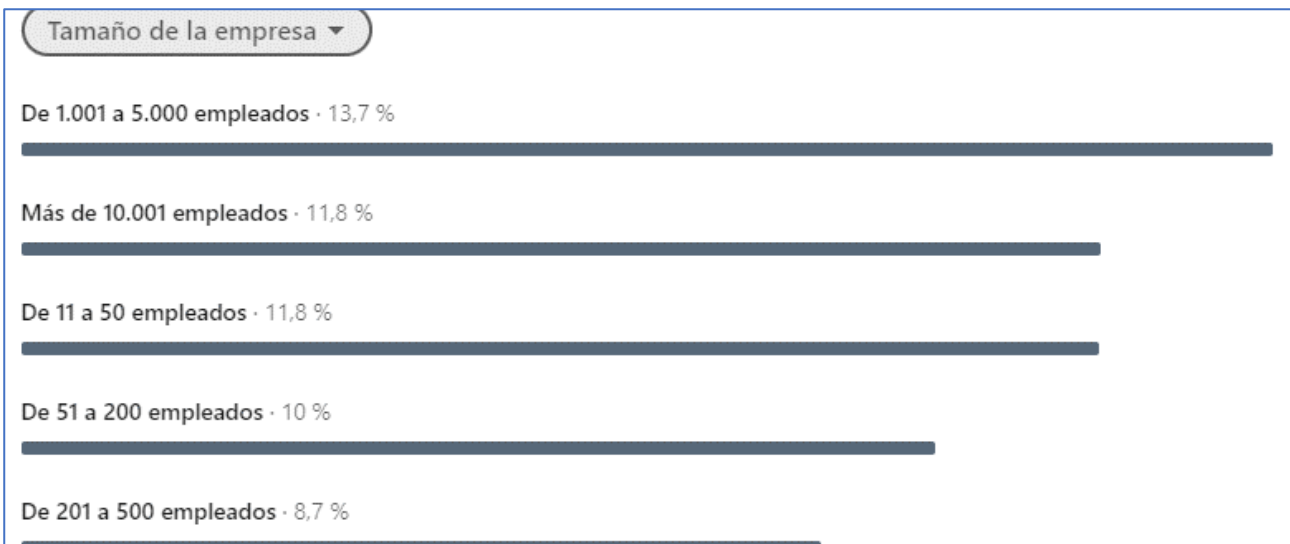 Tamaño de la empresa
De 1.001 a 5.000 empleados · 13,7 %
Más de 10.001 empleados · 11,8 %
De 11 a 50 empleados · 11,8 %
De 51 a 200 empleados · 10 %
De 201 a 500 empleados · 8,7 %